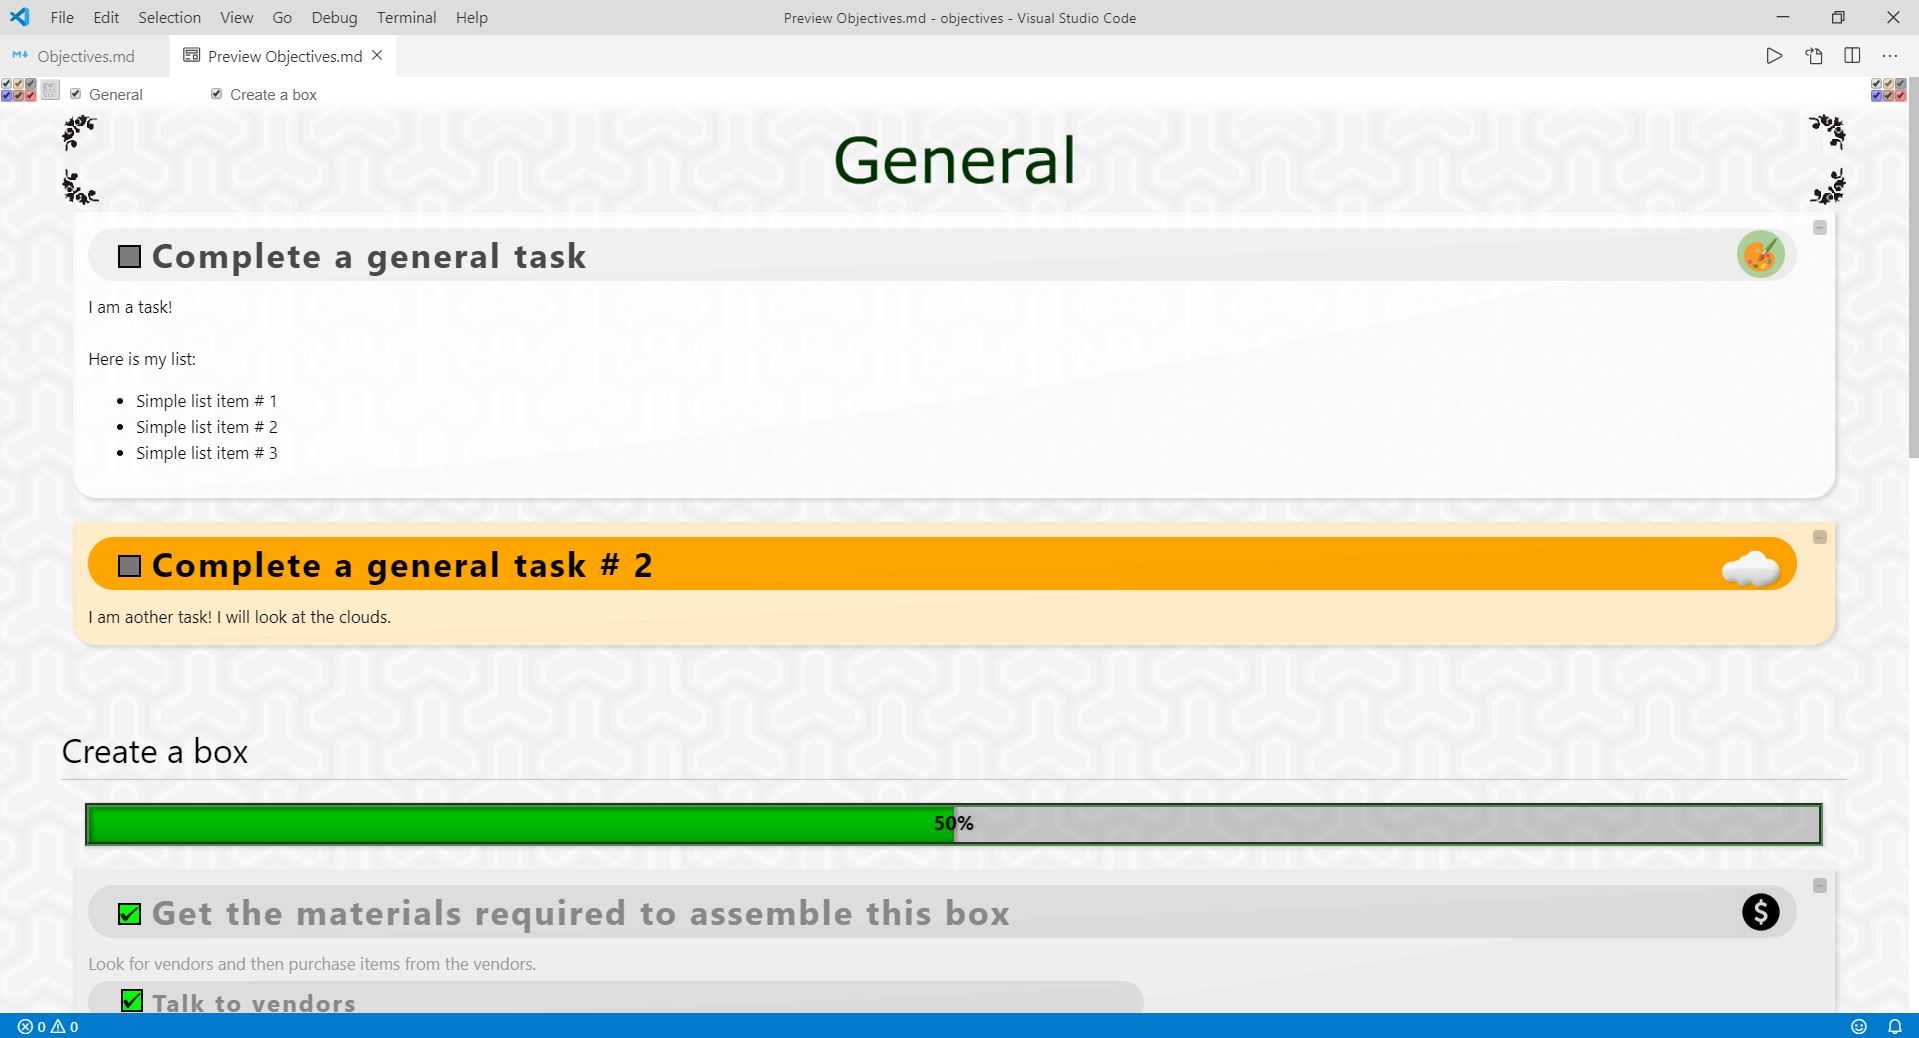 File Edit Selection View Go Debug Terminal Help
Preview Objectives.md - objectives - Visual Studio Code
Objectives.md
Preview Objectives.md
General
Create a box
General
Complete a general task
I am a task!
Here is my list:
Simple list item # 1
Simple list item # 2
Simple list item # 3
Complete a general task # 2
I am aother task! I will look at the clouds.
Create a box
50%
Get the materials required to assemble this box
$
Look for vendors and then purchase items from the vendors.
Talk to vendors
0 0